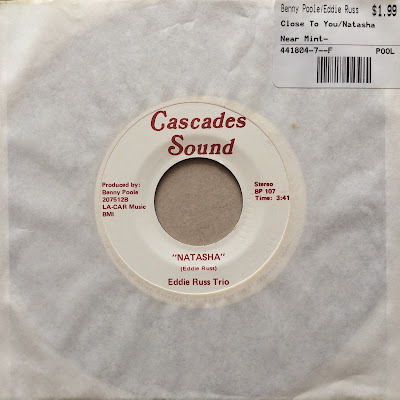 Benny Poole/Eddie Russ $1.99
Close To You/Natasha
Near Mint-
441804-7--F POOL
Cascades
Sound
Produced by:
Benny Poole
207512B
LA-CAR Music
BMI
Stereo
BP 107
Time: 3:41
"NATASHA"
(Eddie Russ)
Eddie Russ Trio